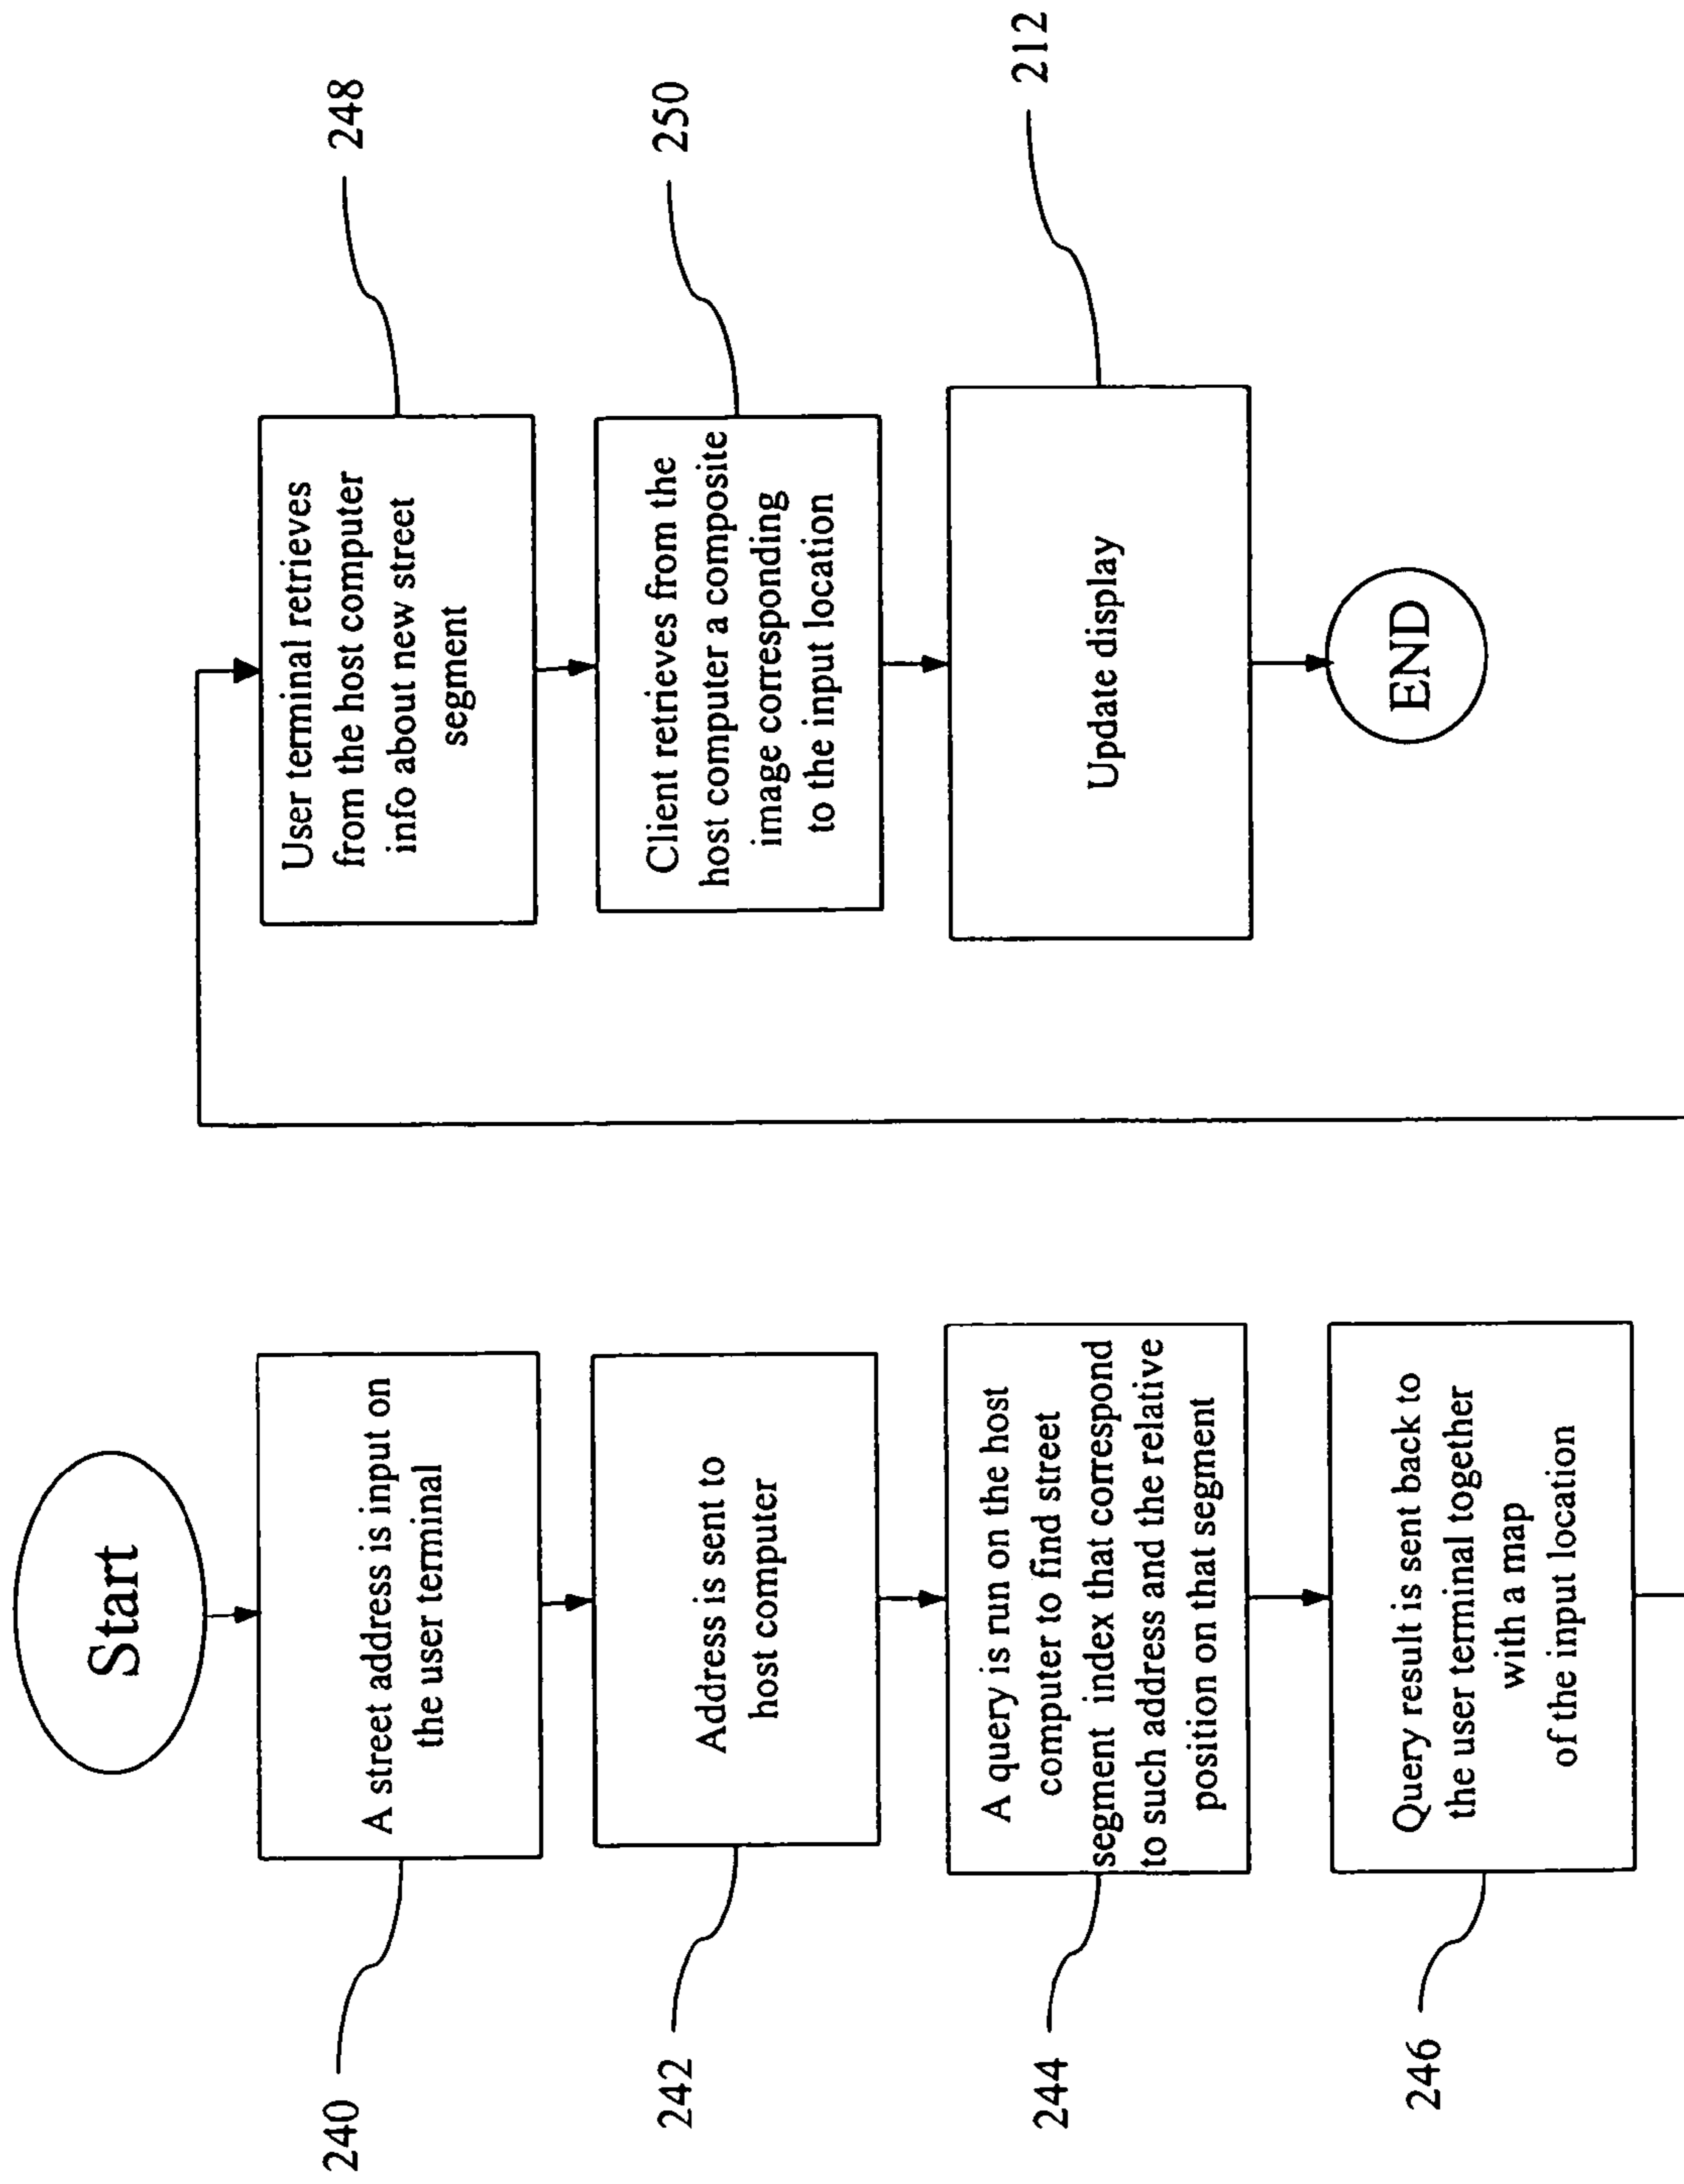 Start
240
A street address is input on
the user terminal
242
Address is sent to
host computer
244
A query is run on the host
computer to find street
segment index that correspond
to such address and the relative
position on that segment
246
Query result is sent back to
the user terminal together
with a map
of the input location
248
User terminal retrieves
from the host computer
info about new street
segment
250
Client retrieves from the
host computer a composite
image corresponding
to the input location
212
Update display
END